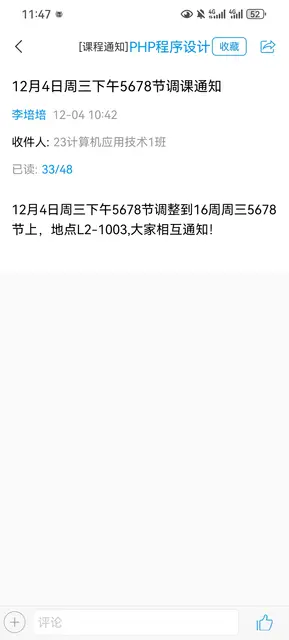 11:47
4G 4G 52
[课程通知]PHP程序设计 收藏
12月4日周三下午5678节调课通知
李培培 12-04 10:42
收件人: 23计算机应用技术1班
已读: 33/48
12月4日周三下午5678节调整到16周周三5678
节上，地点L2-1003,大家相互通知!
评论